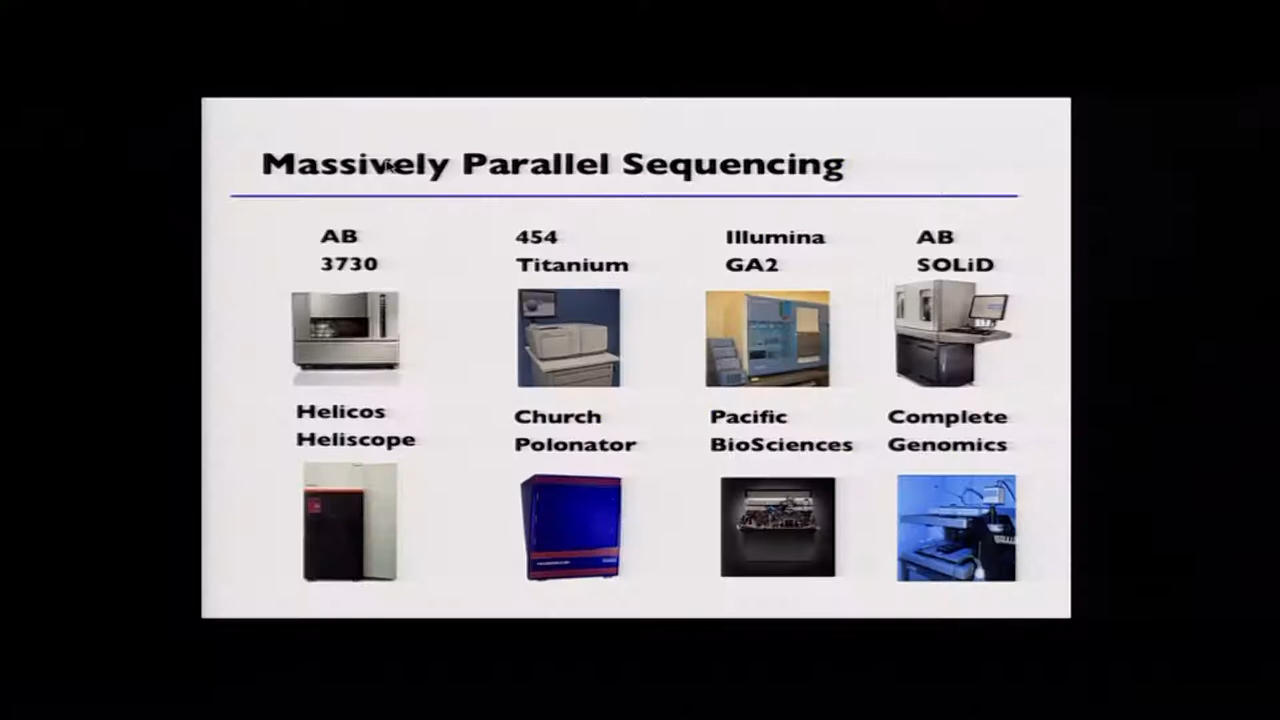 Massively Parallel Sequencing
AB
3730
454
Titanium
Illumina
GA2
AB
SOLiD
Helicos
Heliscope
Church
Polonator
Pacific
BioSciences
Complete
Genomics